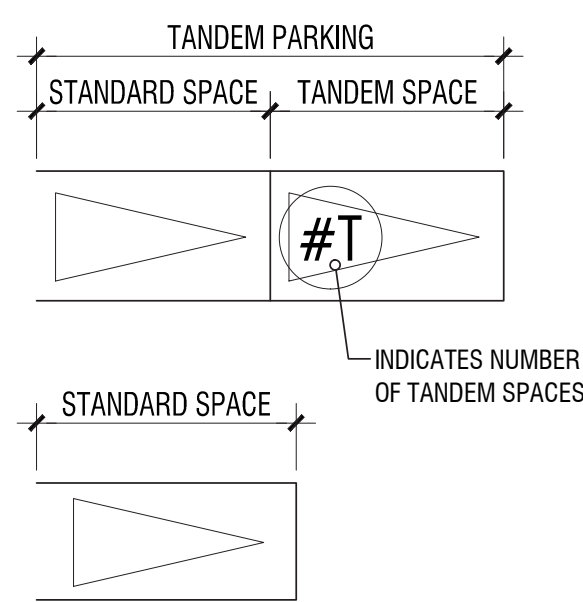 TANDEM PARKING
STANDARD SPACE
TANDEM SPACE
#T
INDICATES NUMBER
OF TANDEM SPACES
STANDARD SPACE